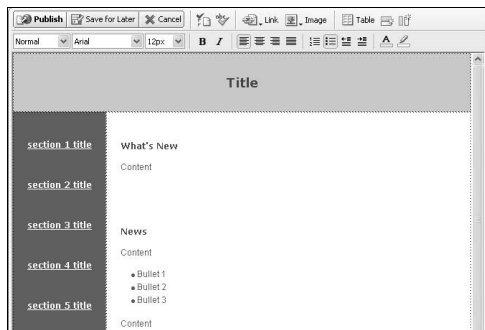 Publish Save for Later Cancel Link Image Table
Normal Arial 12px B I A
Title
section 1 title
section 2 title
section 3 title
section 4 title
section 5 title
What's New
Content
News
Content
Bullet 1
Bullet 2
Bullet 3
Content